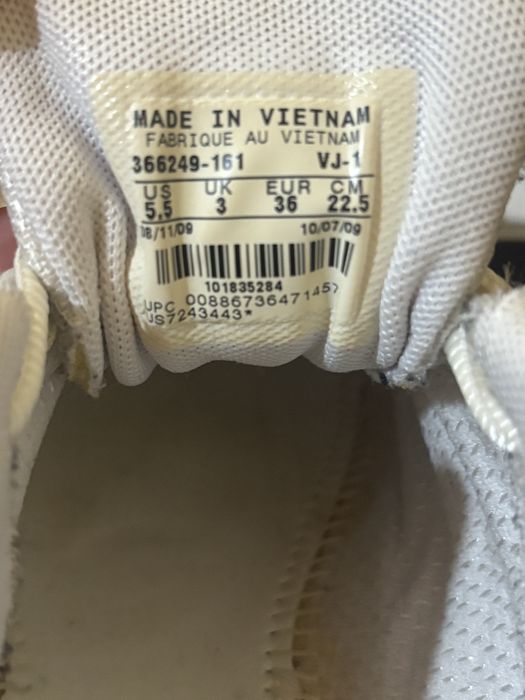 MADE IN VIETNAM
FABRIQUE AU VIETNAM
366249-161 VJ-1
US UK EUR CM
5.5 3 36 22.5
08/11/09 10/07/09
101835284
UPC 00886736471457
US7243443*